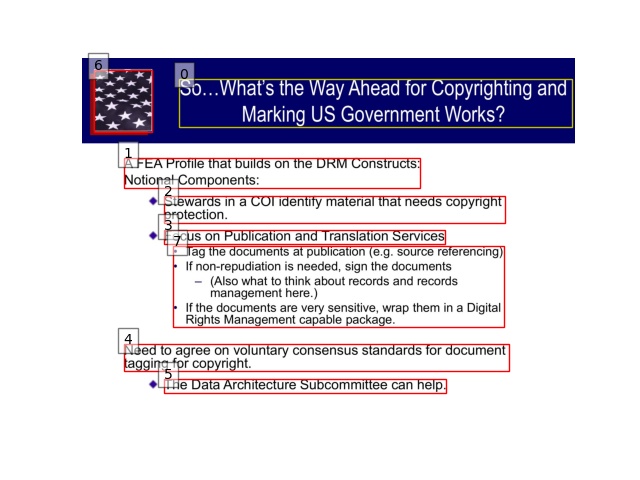 6
0
So…What's the Way Ahead for Copyrighting and
Marking US Government Works?
1
A FEA Profile that builds on the DRM Constructs:
Notional Components:
2
Stewards in a COI identify material that needs copyright
protection.
3
Focus on Publication and Translation Services
7
Tag the documents at publication (e.g. source referencing)
• If non-repudiation is needed, sign the documents
– (Also what to think about records and records
management here.)
• If the documents are very sensitive, wrap them in a Digital
Rights Management capable package.
4
Need to agree on voluntary consensus standards for document
tagging for copyright.
5
The Data Architecture Subcommittee can help.